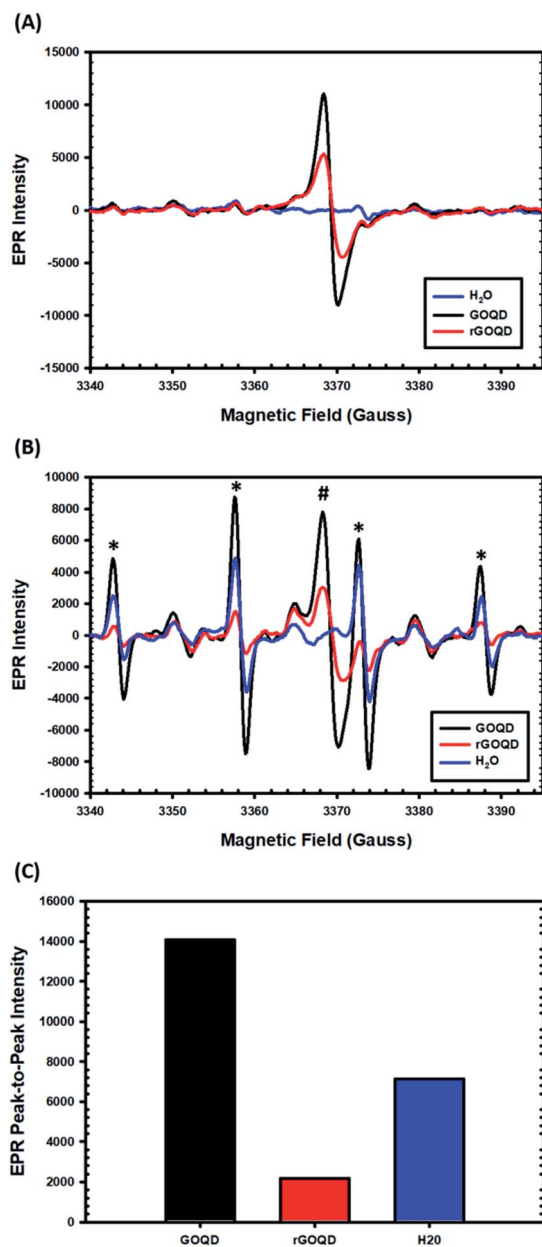 (A)
15000
10000
5000
0
-5000
-10000
-15000
EPR Intensity
H₂O
GOQD
rGOQD
3340 3350 3360 3370 3380 3390
Magnetic Field (Gauss)
(B)
10000
8000
6000
4000
2000
0
-2000
-4000
-6000
-8000
-10000
EPR Intensity
* * # * *
GOQD
rGOQD
H₂O
3340 3350 3360 3370 3380 3390
Magnetic Field (Gauss)
(C)
16000
14000
12000
10000
8000
6000
4000
2000
0
EPR Peak-to-Peak Intensity
GOQD rGOQD H20